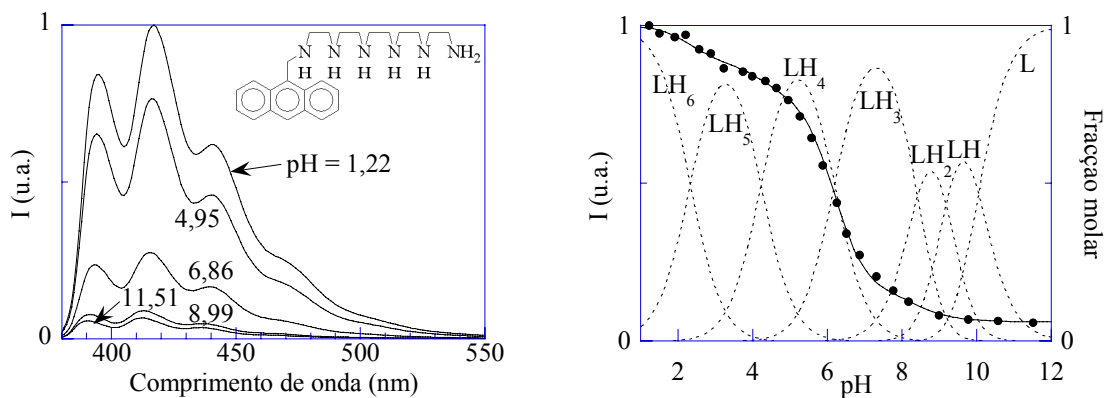 1
N N N N N NH₂
H H H H H
pH = 1,22
4,95
6,86
11,51
8,99
0
400 450 500 550
I (u.a.)
Comprimento de onda (nm)
1 1
LH₆
LH₅
LH₄
LH₃
LH₂
LH
L
I (u.a.)
Fracçao molar
0 0
2 4 6 8 10 12
pH